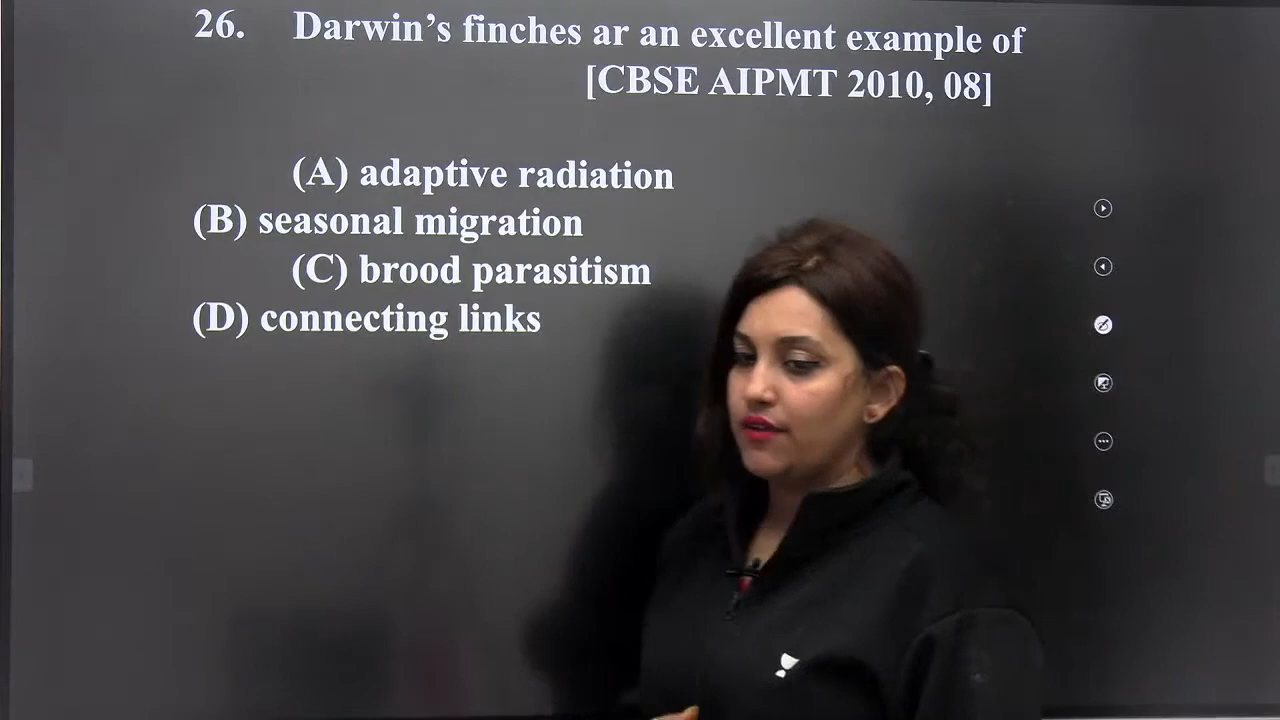 26. Darwin’s finches ar an excellent example of
[CBSE AIPMT 2010, 08]
(A) adaptive radiation
(B) seasonal migration
(C) brood parasitism
(D) connecting links